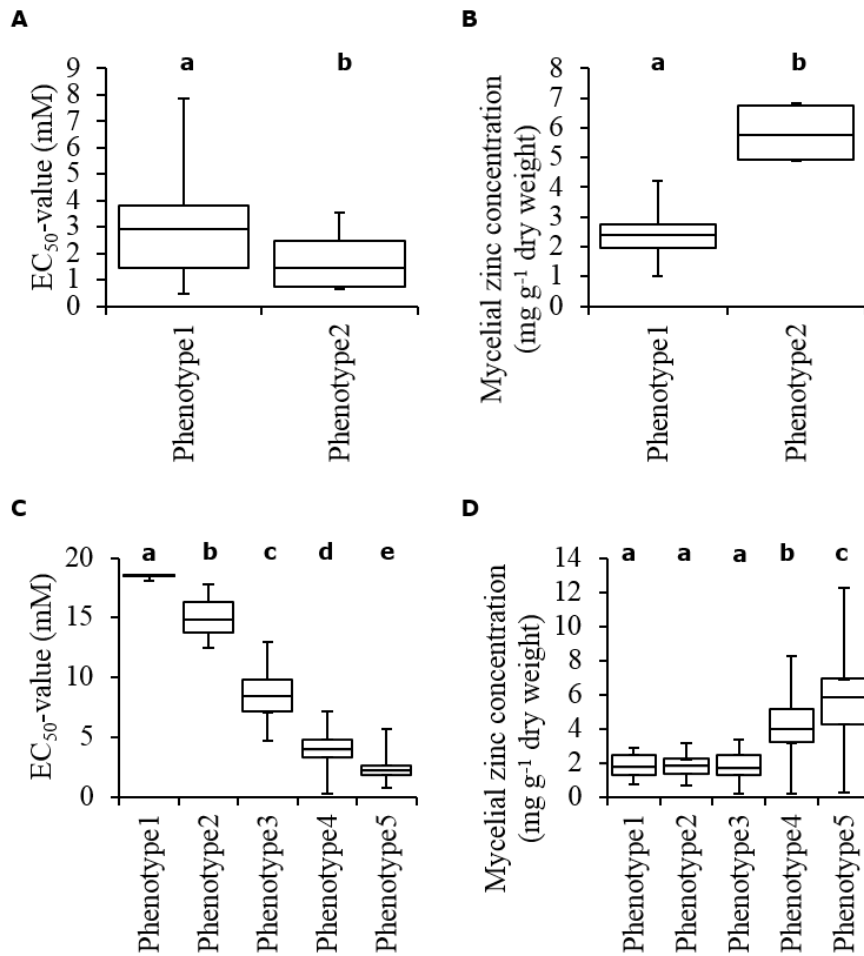 A
EC₅₀-value (mM)
9
8
7
6
5
4
3
2
1
0
a
b
Phenotype1
Phenotype2
B
Mycelial zinc concentration
(mg g⁻¹ dry weight)
8
7
6
5
4
3
2
1
0
a
b
Phenotype1
Phenotype2
C
EC₅₀-value (mM)
20
15
10
5
0
a
b
c
d
e
Phenotype1
Phenotype2
Phenotype3
Phenotype4
Phenotype5
D
Mycelial zinc concentration
(mg g⁻¹ dry weight)
14
12
10
8
6
4
2
0
a
a
a
b
c
Phenotype1
Phenotype2
Phenotype3
Phenotype4
Phenotype5